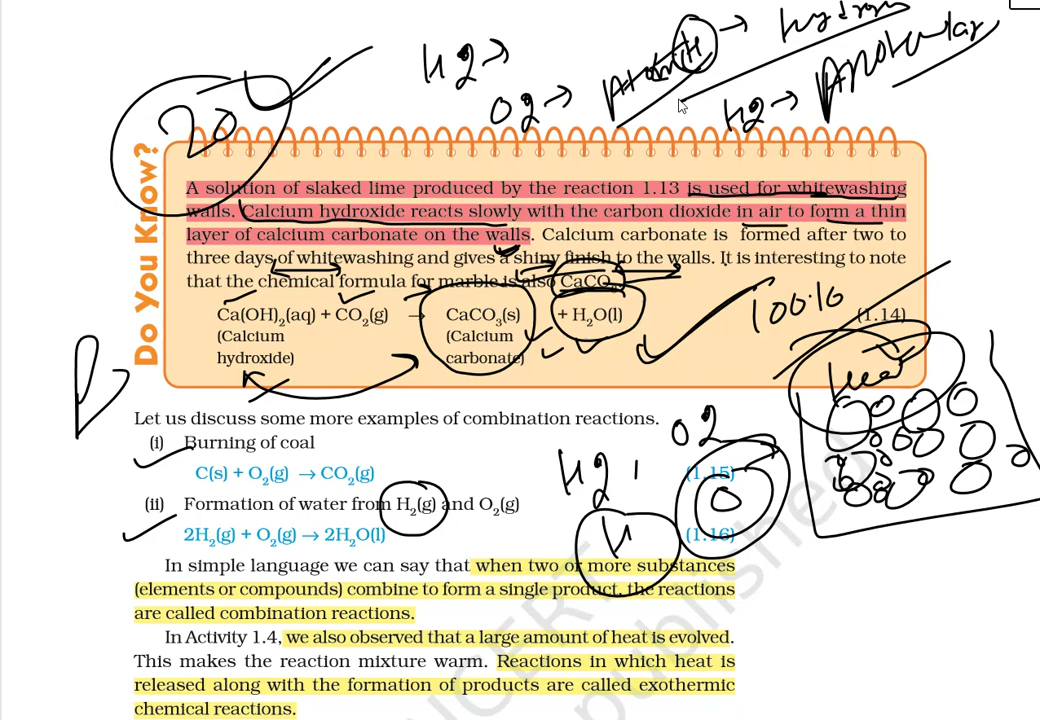 H2 →
O2 →
Atomic H → hydrogen
H2 → Molecular
20
Do You Know?
A solution of slaked lime produced by the reaction 1.13 is used for whitewashing
walls. Calcium hydroxide reacts slowly with the carbon dioxide in air to form a thin
layer of calcium carbonate on the walls. Calcium carbonate is formed after two to
three days of whitewashing and gives a shiny finish to the walls. It is interesting to note
that the chemical formula for marble is also CaCO₃.
Ca(OH)₂(aq) + CO₂(g) → CaCO₃(s) + H₂O(l) (1.14)
(Calcium (Calcium
hydroxide) carbonate)
100%
heat
Let us discuss some more examples of combination reactions.
(i) Burning of coal
C(s) + O₂(g) → CO₂(g) (1.15)
O2
H2
(ii) Formation of water from H₂(g) and O₂(g)
2H₂(g) + O₂(g) → 2H₂O(l) (1.16)
H
In simple language we can say that when two or more substances
(elements or compounds) combine to form a single product, the reactions
are called combination reactions.
In Activity 1.4, we also observed that a large amount of heat is evolved.
This makes the reaction mixture warm. Reactions in which heat is
released along with the formation of products are called exothermic
chemical reactions.